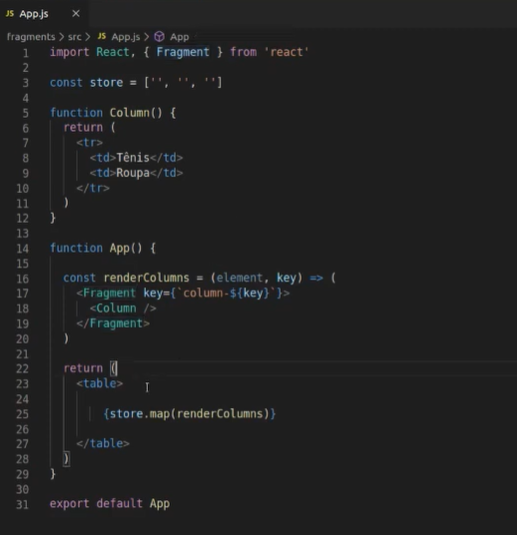 JS App.js ×
fragments > src > JS App.js > App
1 import React, { Fragment } from 'react'
2
3 const store = ['', '', '']
4
5 function Column() {
6   return (
7     <tr>
8       <td>Tênis</td>
9       <td>Roupa</td>
10     </tr>
11   )
12 }
13
14 function App() {
15
16   const renderColumns = (element, key) => (
17     <Fragment key={`column-${key}`}>
18       <Column />
19     </Fragment>
20   )
21
22   return (
23     <table>
24
25         {store.map(renderColumns)}
26
27     </table>
28   )
29 }
30
31 export default App